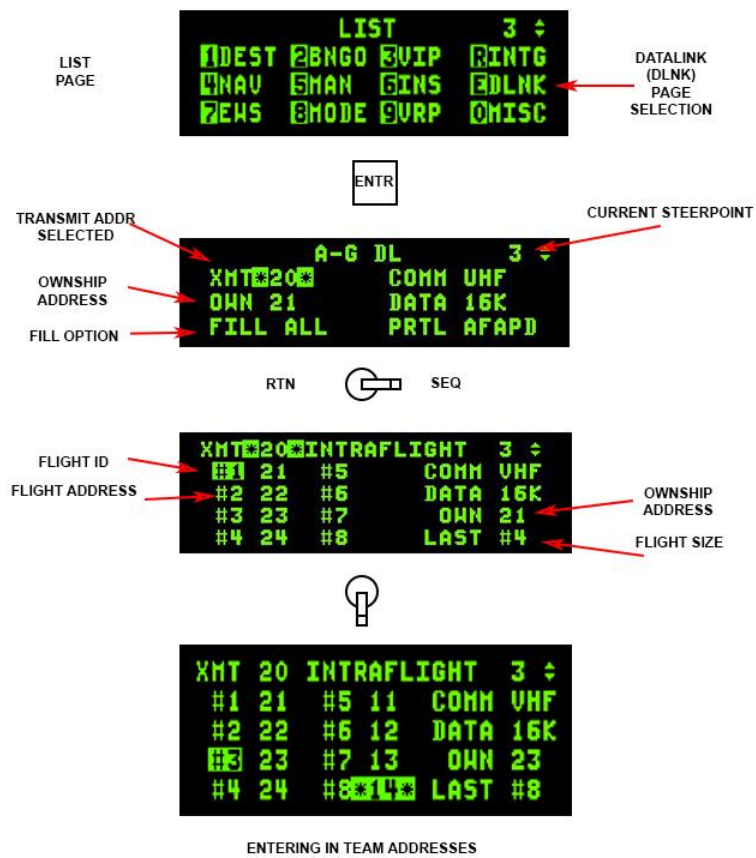 LIST 3
LIST
PAGE
1DEST 2BNGO 3VIP RINTG
4NAV 5MAN 6INS EDLNK
7EWS 8MODE 9VRP 0MISC
DATALINK
(DLNK)
PAGE
SELECTION
ENTR
TRANSMIT ADDR
SELECTED
CURRENT STEERPOINT
A-G DL 3
XMT*20* COMM VHF
OWNSHIP
ADDRESS
OWN 21 DATA 16K
FILL OPTION
FILL ALL PRTL AFAPD
RTN SEQ
XMT*20*INTRAFLIGHT 3
FLIGHT ID
#1 21 #5 COMM VHF
FLIGHT ADDRESS
#2 22 #6 DATA 16K
#3 23 #7 OWN 21
#4 24 #8 LAST #4
OWNSHIP
ADDRESS
FLIGHT SIZE
XMT 20 INTRAFLIGHT 3
#1 21 #5 11 COMM VHF
#2 22 #6 12 DATA 16K
#3 23 #7 13 OWN 23
#4 24 #8*14* LAST #8
ENTERING IN TEAM ADDRESSES